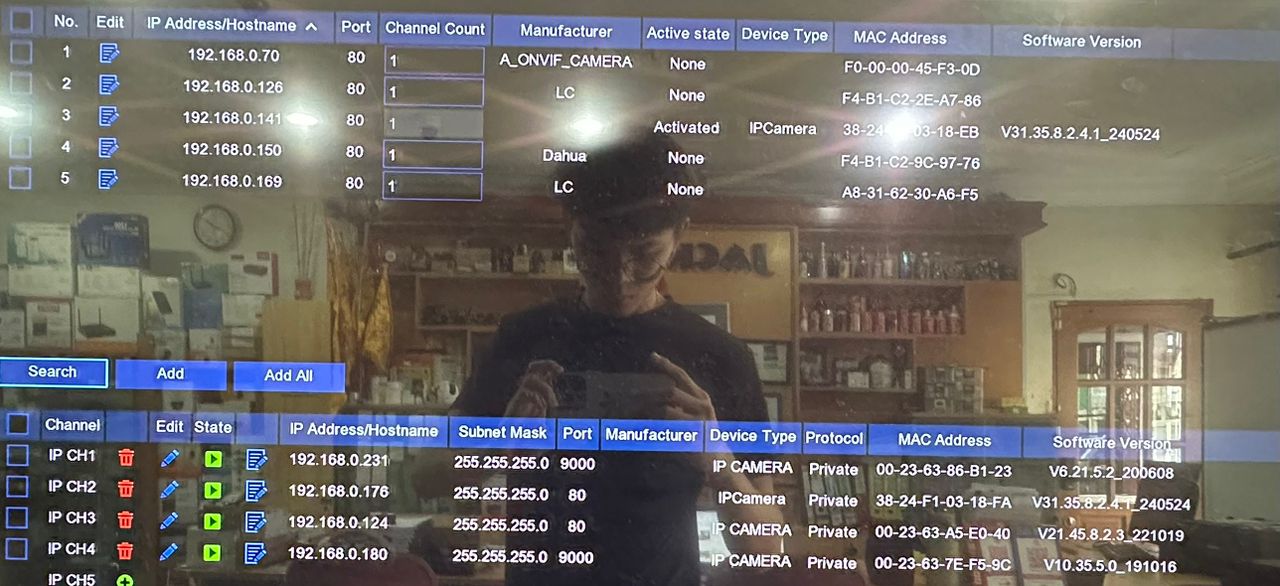 No. Edit IP Address/Hostname Port Channel Count Manufacturer Active state Device Type MAC Address Software Version
1 192.168.0.70 80 1 A_ONVIF_CAMERA None F0-00-00-45-F3-0D
2 192.168.0.126 80 1 LC None F4-B1-C2-2E-A7-86
3 192.168.0.141 80 1 Activated IPCamera 38-24- 03-18-EB V31.35.8.2.4.1_240524
4 192.168.0.150 80 1 Dahua None F4-B1-C2-9C-97-76
5 192.168.0.169 80 1 LC None A8-31-62-30-A6-F5
Search Add Add All
Channel Edit State IP Address/Hostname Subnet Mask Port Manufacturer Device Type Protocol MAC Address Software Version
IP CH1 192.168.0.231 255.255.255.0 9000 IP CAMERA Private 00-23-63-86-B1-23 V6.21.5.2_200608
IP CH2 192.168.0.176 255.255.255.0 80 IPCamera Private 38-24-F1-03-18-FA V31.35.8.2.4.1_240524
IP CH3 192.168.0.124 255.255.255.0 80 IP CAMERA Private 00-23-63-A5-E0-40 V21.45.8.2.3_221019
IP CH4 192.168.0.180 255.255.255.0 9000 IP CAMERA Private 00-23-63-7E-F5-9C V10.35.5.0_191016
IP CH5